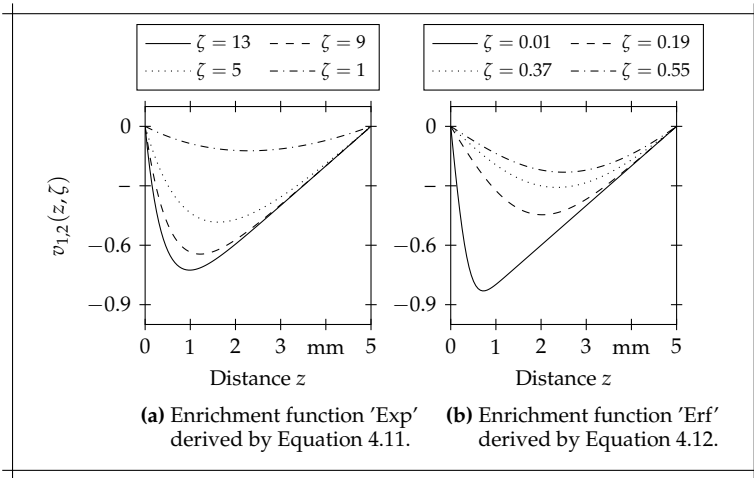 ζ = 13 ζ = 9
ζ = 5 ζ = 1
ζ = 0.01 ζ = 0.19
ζ = 0.37 ζ = 0.55
0
−
−0.6
−0.9
v1,2(z, ζ)
0 1 2 3 mm 5
Distance z
0
−
−0.6
−0.9
0 1 2 3 mm 5
Distance z
(a) Enrichment function 'Exp'
derived by Equation 4.11.
(b) Enrichment function 'Erf'
derived by Equation 4.12.